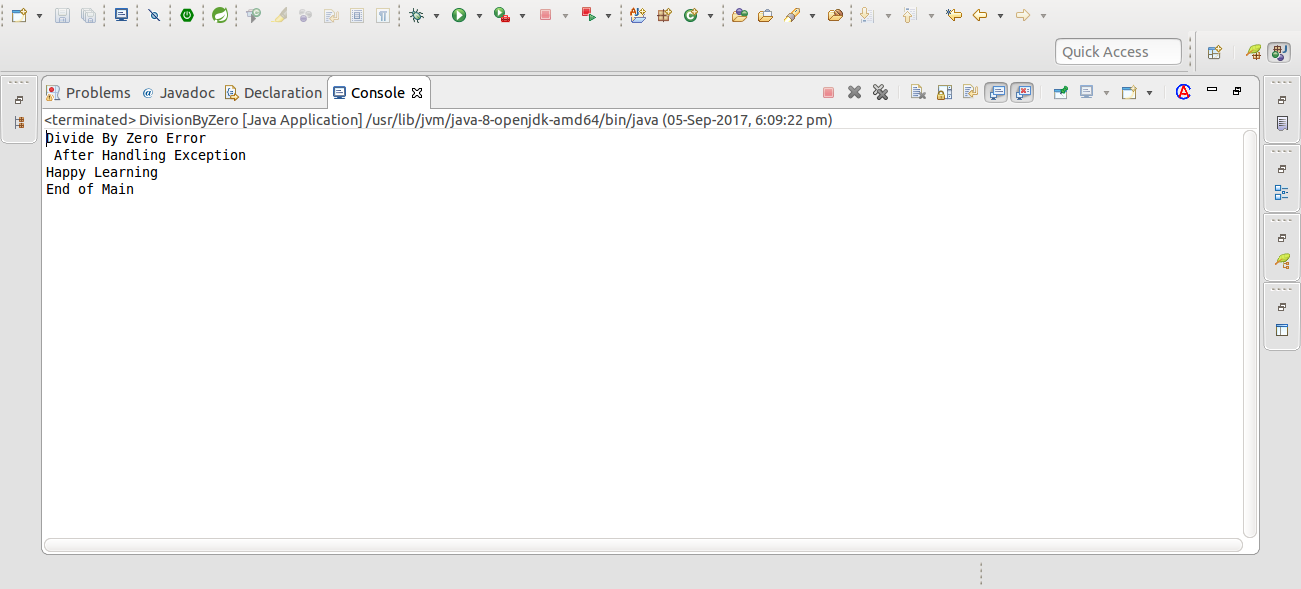 Quick Access
Problems @ Javadoc Declaration Console
<terminated> DivisionByZero [Java Application] /usr/lib/jvm/java-8-openjdk-amd64/bin/java (05-Sep-2017, 6:09:22 pm)
Divide By Zero Error
 After Handling Exception
Happy Learning
End of Main